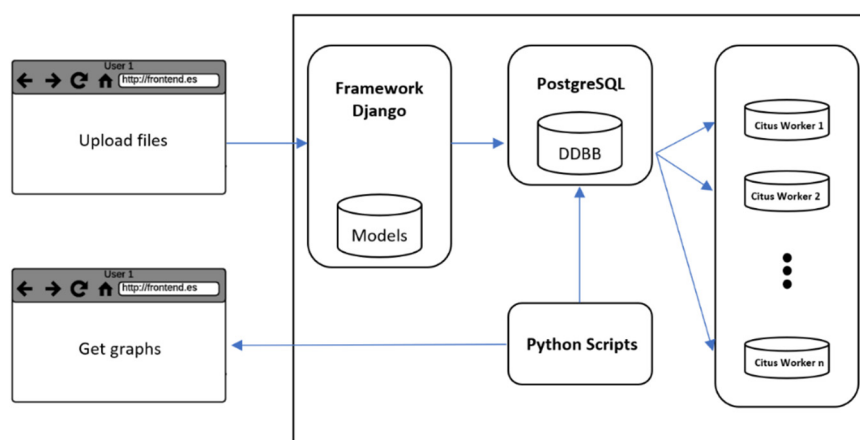 User 1
http://frontend.es
Upload files
Framework
Django
Models
PostgreSQL
DDBB
Citus Worker 1
Citus Worker 2
Citus Worker n
User 1
http://frontend.es
Get graphs
Python Scripts